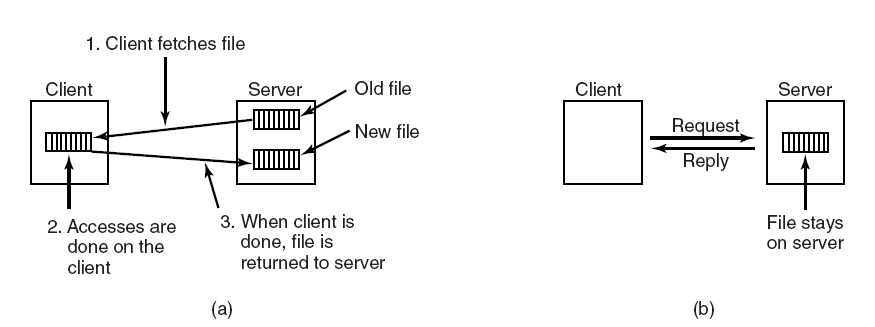 1. Client fetches file
Client
Server
Old file
New file
2. Accesses are
done on the
client
3. When client is
done, file is
returned to server
(a)
Client
Server
Request
Reply
File stays
on server
(b)